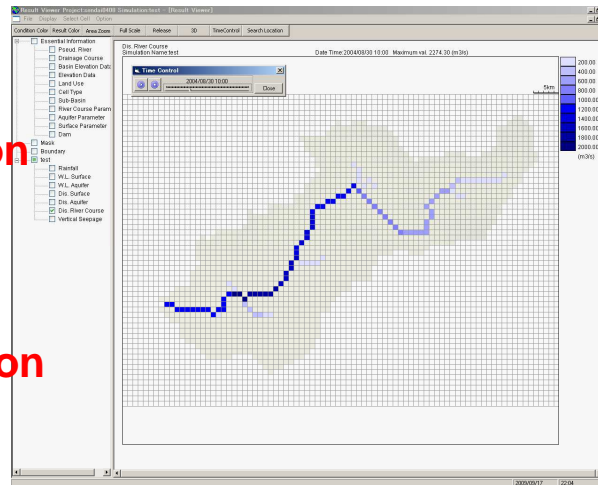 Result Viewer Project:sendai0408 Simulation:test - [Result Viewer]
File Display Select Cell Option
Condition Color Result Color Area Zoom Full Scale Release 3D TimeControl Search Location
Essential Information
Pseud. River
Drainage Course
Basin Elevation Data
Elevation Data
Land Use
Cell Type
Sub-Basin
River Course Param
Aquifer Parameter
Surface Parameter
Dam
Mask
Boundary
test
Rainfall
W.L. Surface
W.L. Aquifer
Dis. Surface
Dis. Aquifer
Dis. River Course
Vertical Seepage
on
on
Dis. River Course
Simulation Name:test
Date Time:2004/08/30 10:00 Maximum val. 2274.30 (m3/s)
Time Control
2004/08/30 10:00
Close
5km
200.00
400.00
600.00
800.00
1000.00
1200.00
1400.00
1600.00
1800.00
2000.00
(m3/s)
2009/09/17 22:04